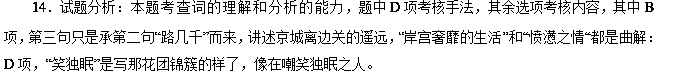 14．试题分析：本题考查词的理解和分析的能力，题中 D 项考核手法，其余选项考核内容，其中 B
项，第三句只是承第二句“路几千”而来，讲述京城离边关的遥远，“岸宫奢靡的生活”和“愤懑之情“都是曲解：
D 项，“笑独眠”是写那花团锦簇的样了，像在嘲笑独眠之人。